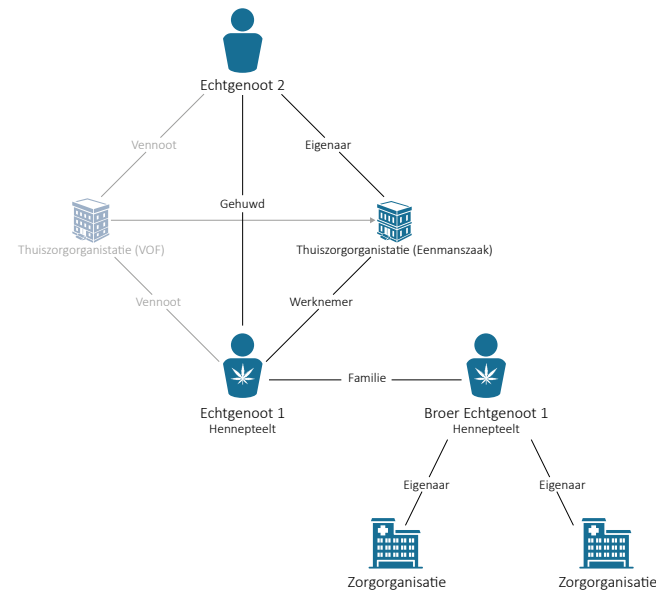 Echtgenoot 2
Vennoot
Eigenaar
Gehuwd
Thuiszorgorganistatie (VOF)
Thuiszorgorganistatie (Eenmanszaak)
Vennoot
Werknemer
Familie
Echtgenoot 1
Hennepteelt
Broer Echtgenoot 1
Hennepteelt
Eigenaar
Eigenaar
Zorgorganisatie
Zorgorganisatie